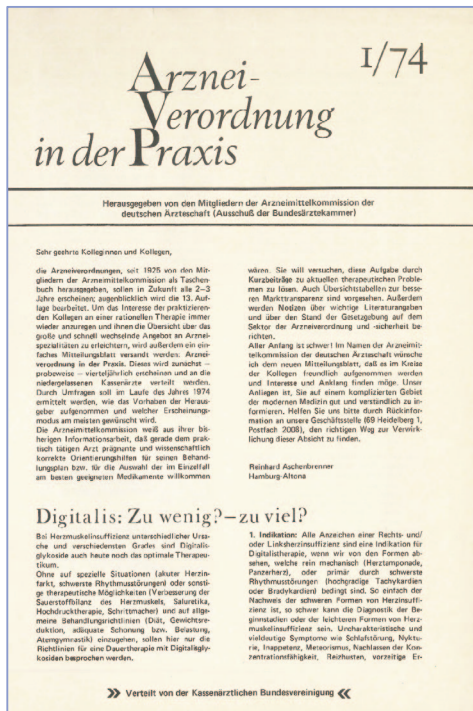 1/74
Arznei-
Verordnung
in der Praxis
Herausgegeben von den Mitgliedern der Arzneimittelkommission der
deutschen Ärzteschaft (Ausschuß der Bundesärztekammer)
Sehr geehrte Kolleginnen und Kollegen,
die Arzneiverordnungen, seit 1925 von den Mit-
gliedern der Arzneimittelkommission als Taschen-
buch herausgegeben, sollen in Zukunft alle 2–3
Jahre erscheinen; augenblicklich wird die 13. Auf-
lage bearbeitet. Um das Interesse der praktizieren-
den Kollegen an einer rationellen Therapie immer
wieder anzuregen und ihnen die Übersicht über das
große und schnell wechselnde Angebot an Arznei-
spezialitäten zu erleichtern, wird außerdem ein ein-
faches Mitteilungsblatt versandt werden: Arznei-
verordnung in der Praxis. Dieses wird zunächst –
probeweise – vierteljährlich erscheinen und an die
niedergelassenen Kassenärzte verteilt werden.
Durch Umfragen soll im Laufe des Jahres 1974
ermittelt werden, wie das Vorhaben der Heraus-
geber aufgenommen und welcher Erscheinungs-
modus am meisten gewünscht wird.
Die Arzneimittelkommission weiß aus ihrer bis-
herigen Informationsarbeit, daß gerade dem prak-
tisch tätigen Arzt prägnante und wissenschaftlich
korrekte Orientierungshilfen für seinen Behand-
lungsplan bzw. für die Auswahl der im Einzelfall
am besten geeigneten Medikamente willkommen
wären. Sie will versuchen, diese Aufgabe durch
Kurzbeiträge zu aktuellen therapeutischen Proble-
men zu lösen. Auch Übersichtstabellen zur besse-
ren Markttransparenz sind vorgesehen. Außerdem
werden Notizen über wichtige Literaturangaben
und über den Stand der Gesetzgebung auf dem
Sektor der Arzneiverordnung und -sicherheit be-
richten.
Aller Anfang ist schwer! Im Namen der Arzneimit-
telkommission der deutschen Ärzteschaft wünsche
ich dem neuen Mitteilungsblatt, daß es im Kreise
der Kollegen freundlich aufgenommen werden
und Interesse und Anklang finden möge. Unser
Anliegen ist, Sie auf einem komplizierten Gebiet
der modernen Medizin gut und verständlich zu in-
formieren. Helfen Sie uns bitte durch Rückinfor-
mation an unsere Geschäftsstelle (69 Heidelberg 1,
Postfach 2008), den richtigen Weg zur Verwirk-
lichung dieser Absicht zu finden.
Reinhard Aschenbrenner
Hamburg-Altona
Digitalis: Zu wenig?–zu viel?
Bei Herzmuskelinsuffizienz unterschiedlicher Ursa-
che und verschiedensten Grades sind Digitalis-
glykoside auch heute noch das optimale Therapeu-
tikum.
Ohne auf spezielle Situationen (akuter Herzin-
farkt, schwerste Rhythmusstörungen) oder sonsti-
ge therapeutische Möglichkeiten (Verbesserung der
Sauerstoffbilanz des Herzmuskels, Saluretika,
Hochdrucktherapie, Schrittmacher) und auf allge-
meine Behandlungsrichtlinien (Diät, Gewichtsre-
duktion, adäquate Schonung bzw. Belastung,
Atemgymnastik) einzugehen, sollen hier nur die
Richtlinien für eine Dauertherapie mit Digitalisgly-
kosiden besprochen werden.
1. Indikation: Alle Anzeichen einer Rechts- und/
oder Linksherzinsuffizienz sind eine Indikation für
Digitalistherapie, wenn wir von den Formen ab-
sehen, welche rein mechanisch (Herztamponade,
Panzerherz), oder primär durch schwerste
Rhythmusstörungen (hochgradige Tachykardien
oder Bradykardien) bedingt sind. So einfach der
Nachweis der schweren Formen von Herzinsuffi-
zienz ist, so schwer kann die Diagnostik der Be-
ginnstadien oder der leichteren Formen von Herz-
muskelinsuffizienz sein. Uncharakteristische und
vieldeutige Symptome wie Schlafstörung, Nyktu-
rie, Inappetenz, Meteorismus, Nachlassen der Kon-
zentrationsfähigkeit, Reizhusten, vorzeitige Er-
» Verteilt von der Kassenärztlichen Bundesvereinigung «